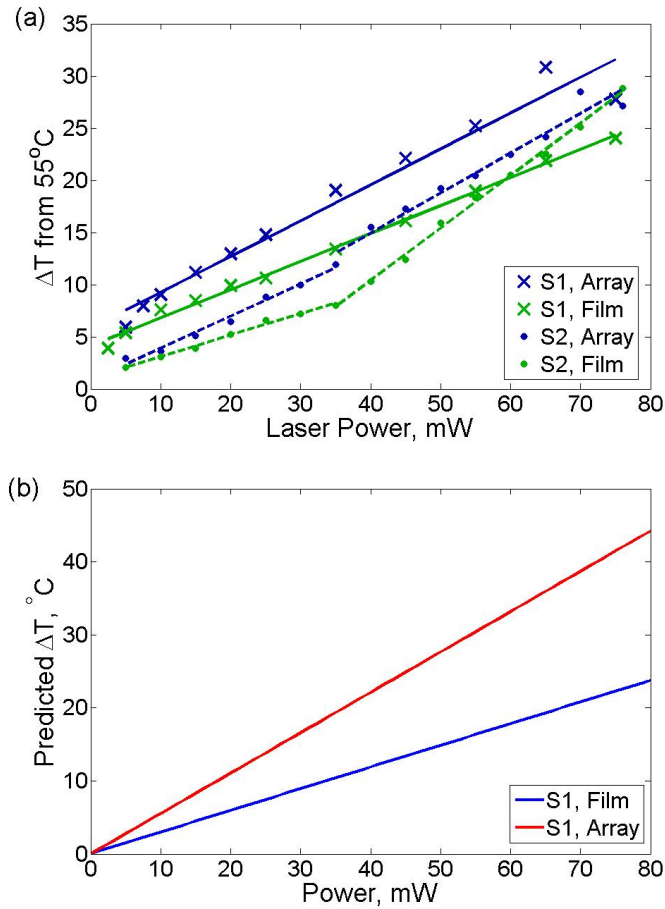 (a)
35
30
25
20
15
10
5
0
ΔT from 55°C
0 10 20 30 40 50 60 70 80
Laser Power, mW
S1, Array
S1, Film
S2, Array
S2, Film
(b)
50
40
30
20
10
0
Predicted ΔT, °C
0 10 20 30 40 50 60 70 80
Power, mW
S1, Film
S1, Array